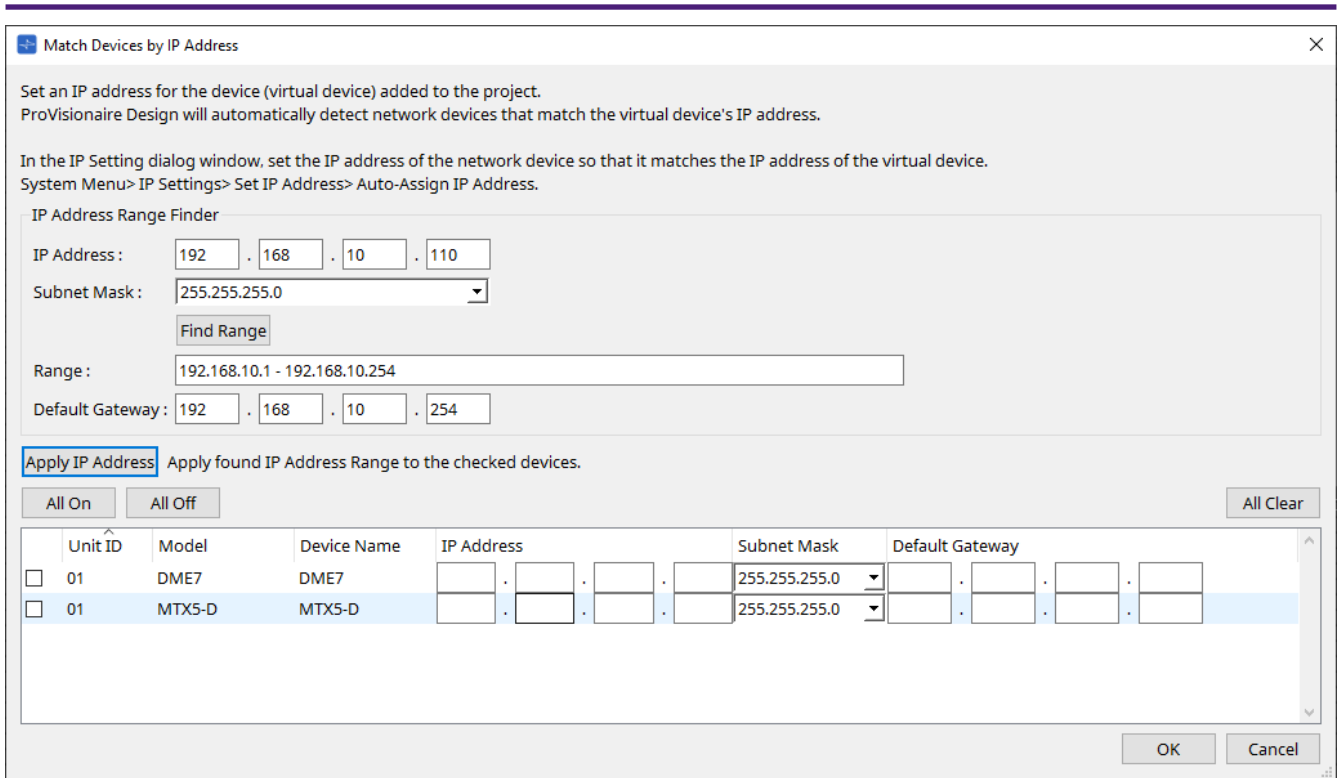 Match Devices by IP Address
Set an IP address for the device (virtual device) added to the project.
ProVisionaire Design will automatically detect network devices that match the virtual device's IP address.
In the IP Setting dialog window, set the IP address of the network device so that it matches the IP address of the virtual device.
System Menu> IP Settings> Set IP Address> Auto-Assign IP Address.
IP Address Range Finder
IP Address : 192 . 168 . 10 . 110
Subnet Mask : 255.255.255.0
Find Range
Range : 192.168.10.1 - 192.168.10.254
Default Gateway : 192 . 168 . 10 . 254
Apply IP Address Apply found IP Address Range to the checked devices.
All On All Off All Clear
Unit ID Model Device Name IP Address Subnet Mask Default Gateway
01 DME7 DME7 . . . 255.255.255.0 . . .
01 MTX5-D MTX5-D . . . 255.255.255.0 . . .
OK Cancel